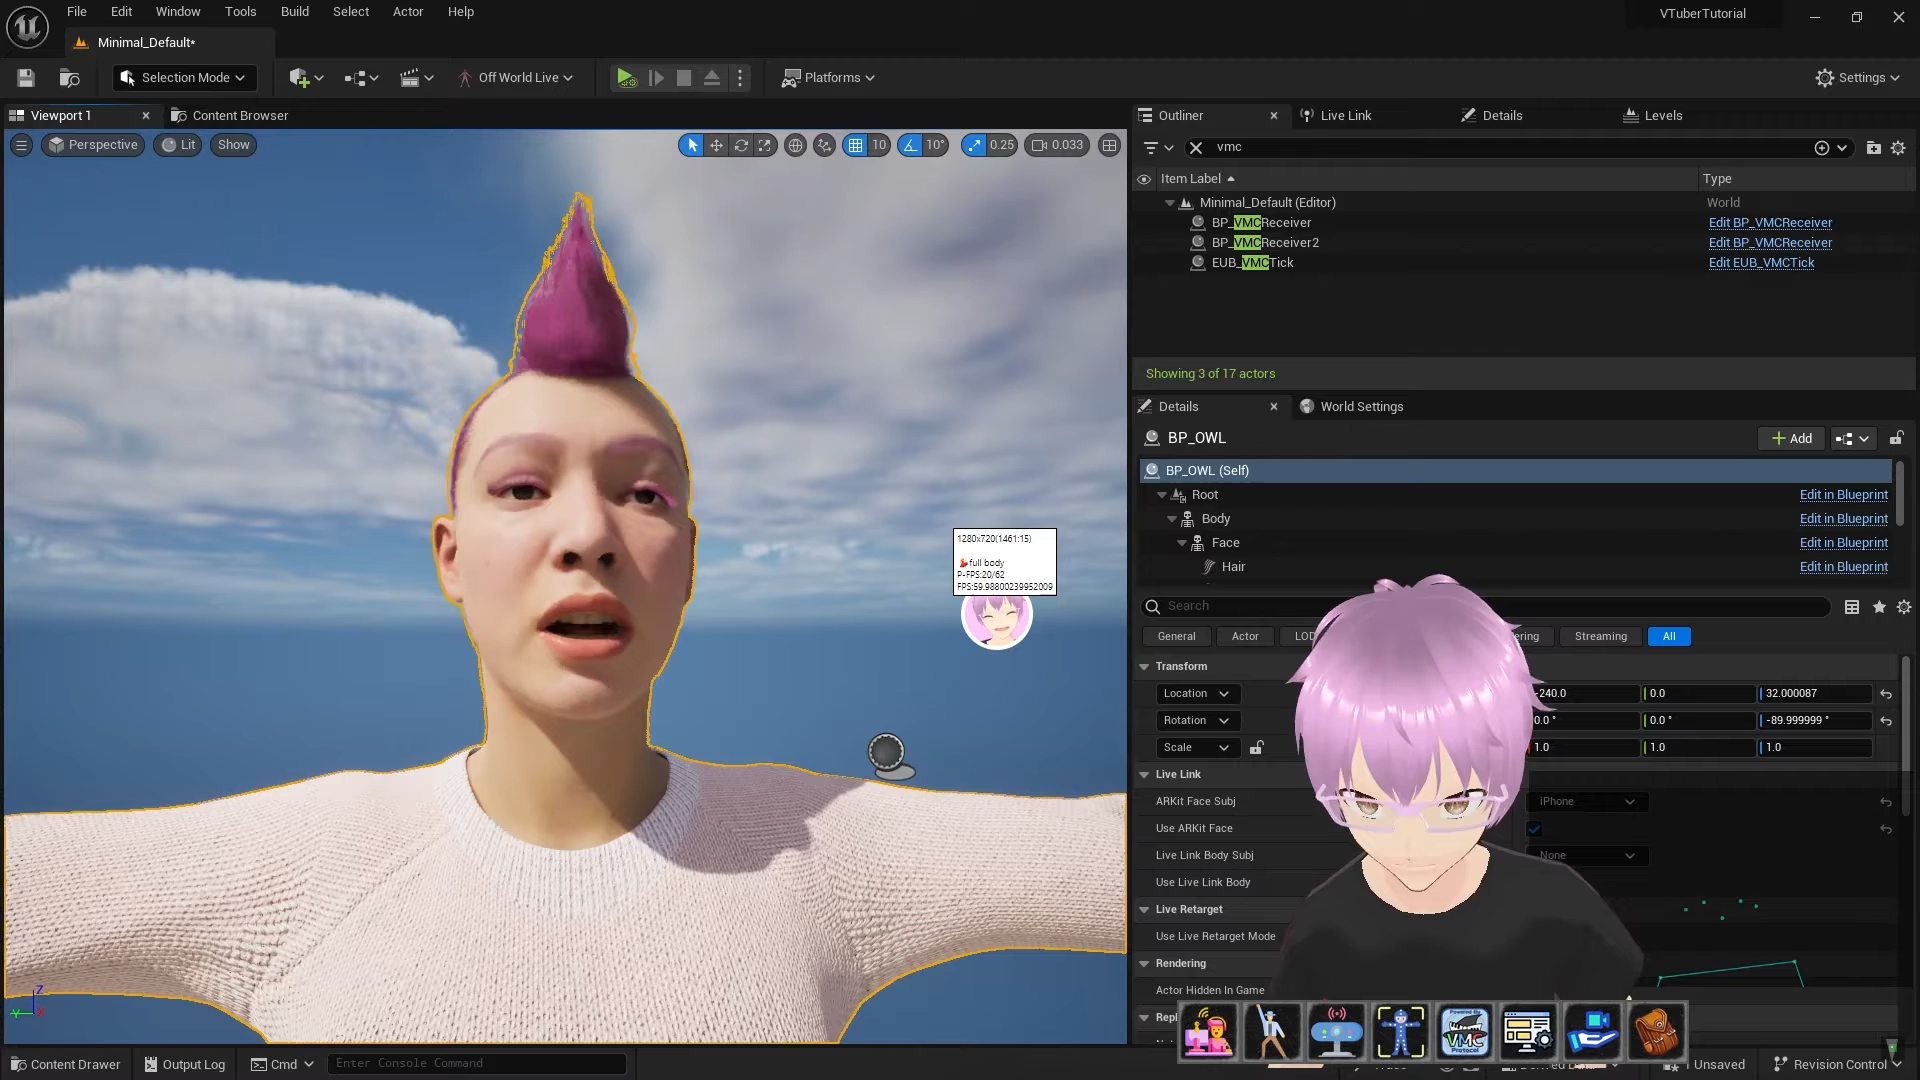 File Edit Window Tools Build Select Actor Help
VTuberTutorial
Minimal_Default*
Selection Mode
Off World Live
Platforms
Settings
Viewport 1
Content Browser
Outliner
Live Link
Details
Levels
Perspective
Lit
Show
10
10°
0.25
0.033
vmc
Item Label
Type
Minimal_Default (Editor)
World
BP_VMCReceiver
Edit BP_VMCReceiver
BP_VMCReceiver2
Edit BP_VMCReceiver
EUB_VMCTick
Edit EUB_VMCTick
Showing 3 of 17 actors
Details
World Settings
BP_OWL
Add
BP_OWL (Self)
Root
Edit in Blueprint
Body
Edit in Blueprint
Face
Edit in Blueprint
Hair
Edit in Blueprint
1280x720(1461:15)
full body
P-FPS:20/62
FPS:59.98800239952009
Search
General
Actor
Streaming
All
Transform
Location
-240.0
0.0
32.000087
Rotation
0.0 °
0.0 °
-89.999999 °
Scale
1.0
1.0
1.0
Live Link
ARKit Face Subj
iPhone
Use ARKit Face
Live Link Body Subj
None
Use Live Link Body
Live Retarget
Use Live Retarget Mode
Rendering
Actor Hidden In Game
VMC
Content Drawer
Output Log
Cmd
Enter Console Command
Unsaved
Revision Control